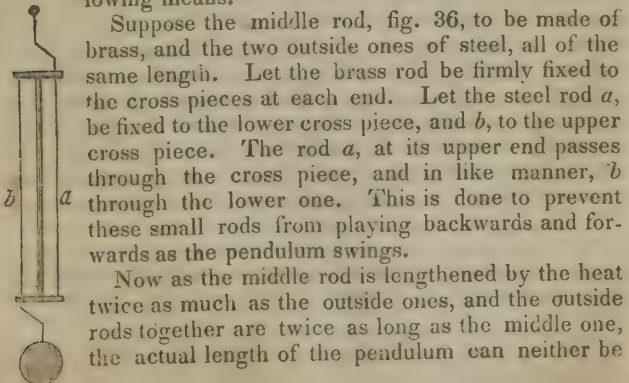 lowing means.
Suppose the middle rod, fig. 36, to be made of
brass, and the two outside ones of steel, all of the
same length. Let the brass rod be firmly fixed to
the cross pieces at each end. Let the steel rod a,
be fixed to the lower cross piece, and b, to the upper
cross piece. The rod a, at its upper end passes
through the cross piece, and in like manner, b
through the lower one. This is done to prevent
these small rods from playing backwards and for-
wards as the pendulum swings.
Now as the middle rod is lengthened by the heat
twice as much as the outside ones, and the outside
rods together are twice as long as the middle one,
the actual length of the pendulum can neither be
b
a